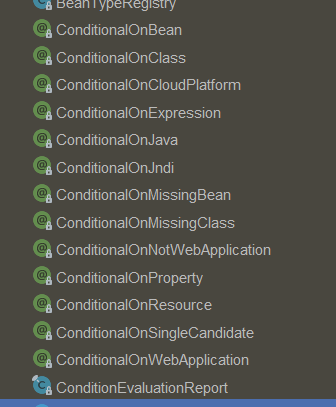 BeanTypeRegistry
ConditionalOnBean
ConditionalOnClass
ConditionalOnCloudPlatform
ConditionalOnExpression
ConditionalOnJava
ConditionalOnJndi
ConditionalOnMissingBean
ConditionalOnMissingClass
ConditionalOnNotWebApplication
ConditionalOnProperty
ConditionalOnResource
ConditionalOnSingleCandidate
ConditionalOnWebApplication
ConditionEvaluationReport